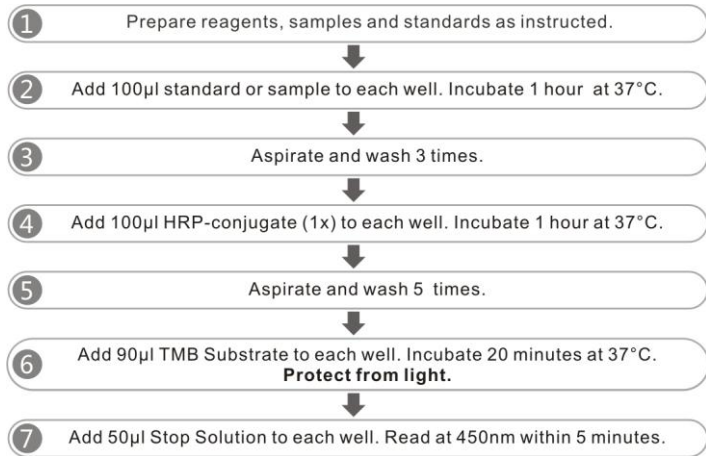 1 Prepare reagents, samples and standards as instructed.
2 Add 100µl standard or sample to each well. Incubate 1 hour at 37°C.
3 Aspirate and wash 3 times.
4 Add 100µl HRP-conjugate (1x) to each well. Incubate 1 hour at 37°C.
5 Aspirate and wash 5 times.
6 Add 90µl TMB Substrate to each well. Incubate 20 minutes at 37°C.
Protect from light.
7 Add 50µl Stop Solution to each well. Read at 450nm within 5 minutes.